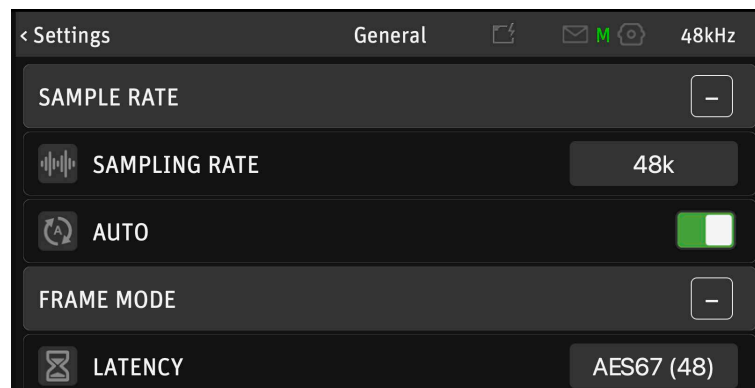 < Settings General M 48kHz
SAMPLE RATE –
SAMPLING RATE 48k
A AUTO
FRAME MODE –
LATENCY AES67 (48)